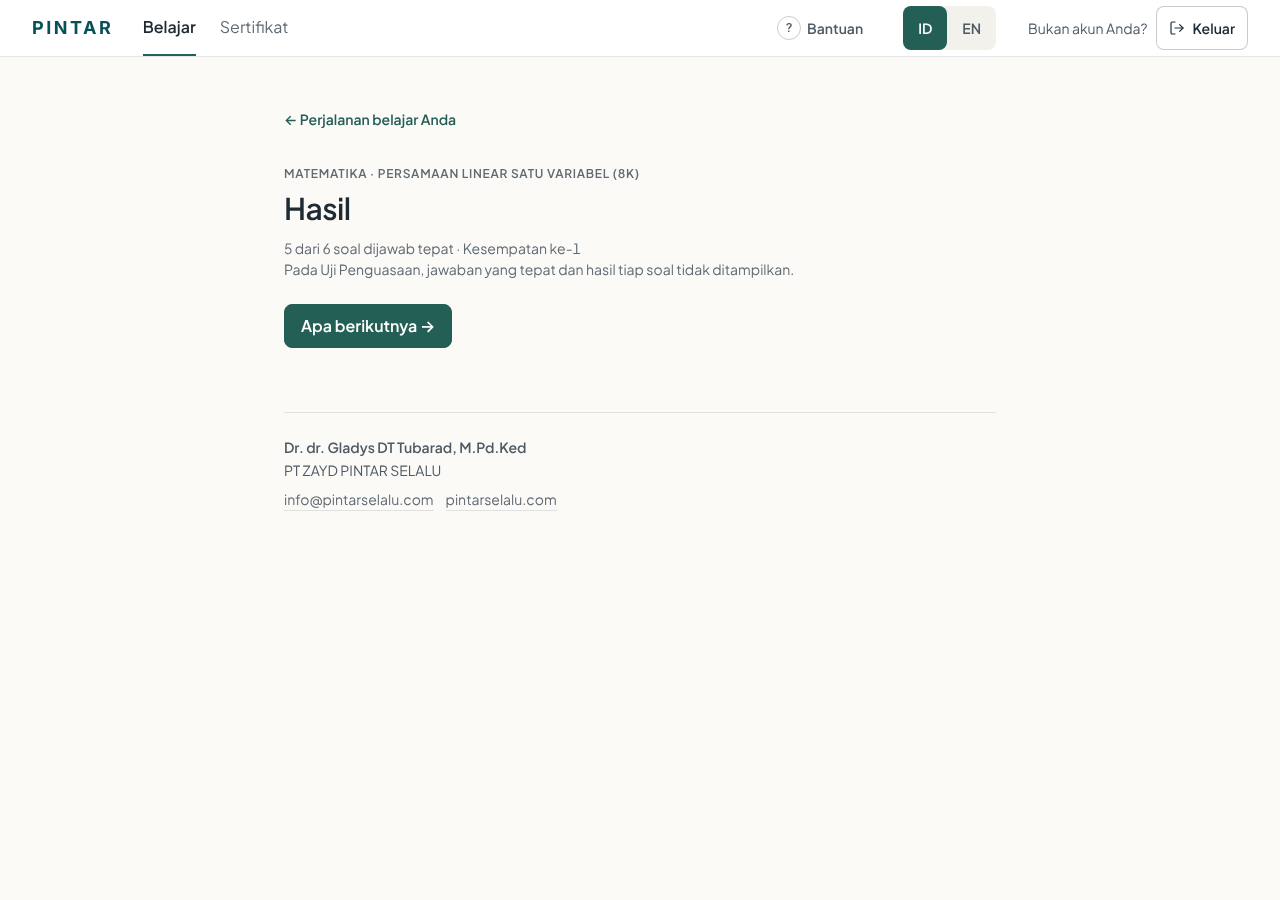 PINTAR
Belajar
Sertifikat
? Bantuan
ID
EN
Bukan akun Anda?
Keluar
← Perjalanan belajar Anda
MATEMATIKA · PERSAMAAN LINEAR SATU VARIABEL (8K)
Hasil
5 dari 6 soal dijawab tepat · Kesempatan ke-1
Pada Uji Penguasaan, jawaban yang tepat dan hasil tiap soal tidak ditampilkan.
Apa berikutnya →
Dr. dr. Gladys DT Tubarad, M.Pd.Ked
PT ZAYD PINTAR SELALU
info@pintarselalu.com pintarselalu.com